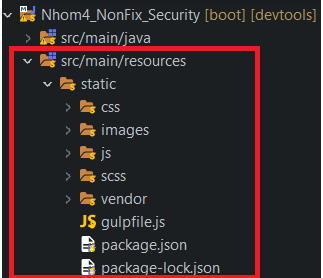 Nhom4_NonFix_Security [boot] [devtools]
src/main/java
src/main/resources
static
css
images
js
scss
vendor
gulpfile.js
package.json
package-lock.json